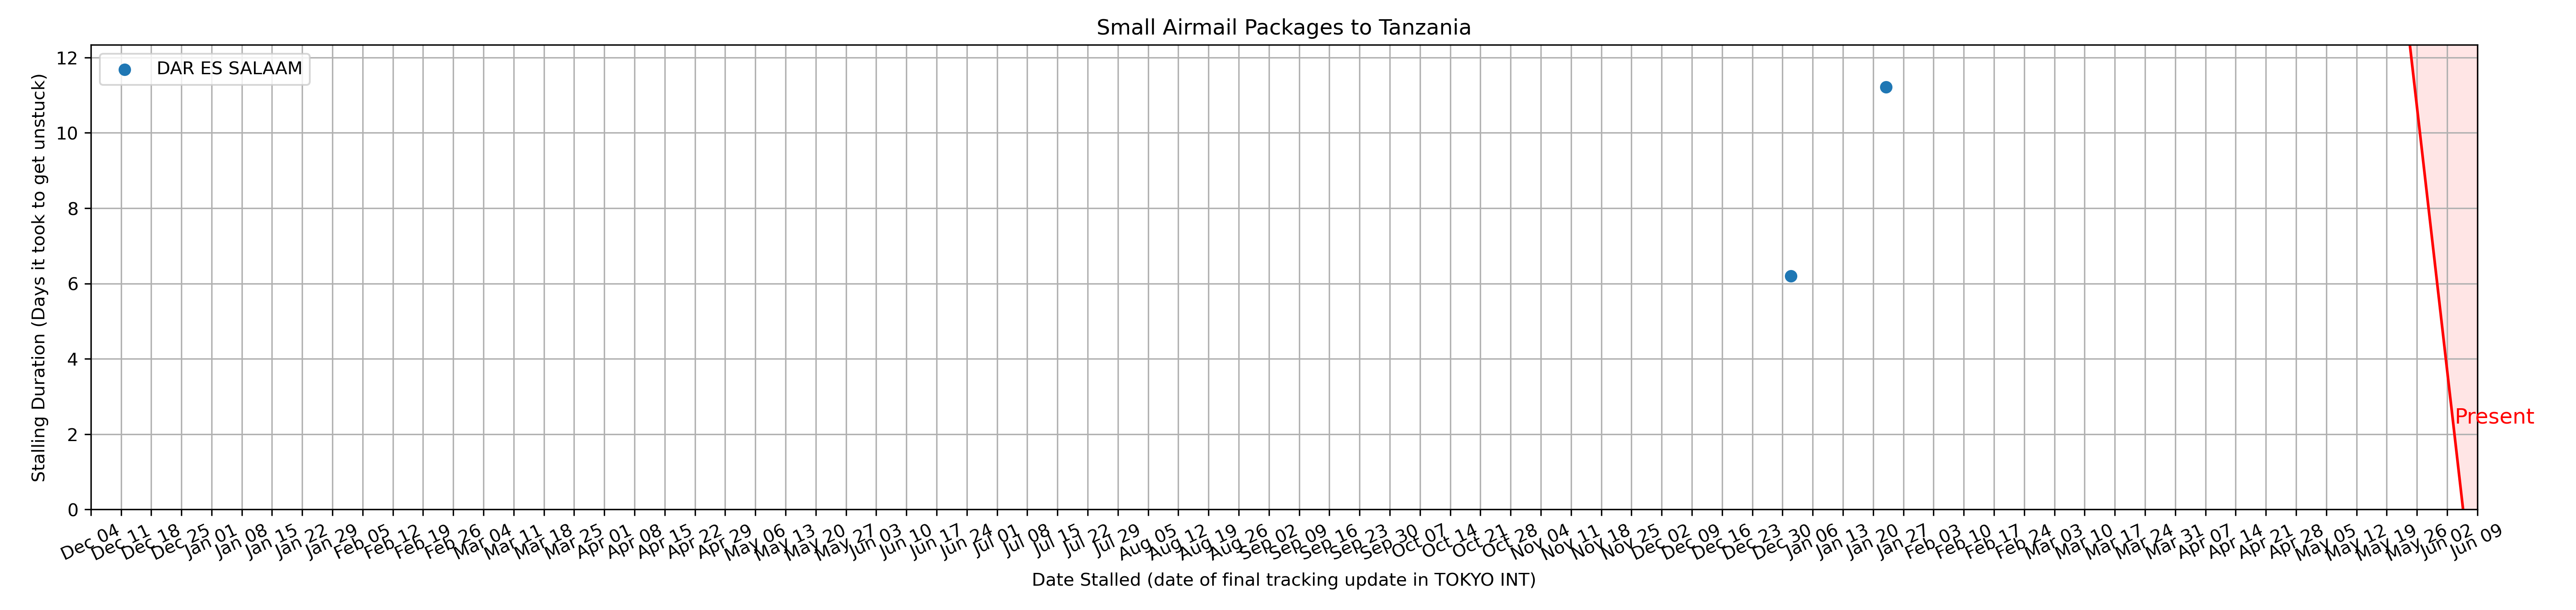 Small Airmail Packages to Tanzania
DAR ES SALAAM
Stalling Duration (Days it took to get unstuck)
12
10
8
6
4
2
0
Present
Dec 04
Dec 11
Dec 18
Dec 25
Jan 01
Jan 08
Jan 15
Jan 22
Jan 29
Feb 05
Feb 12
Feb 19
Feb 26
Mar 04
Mar 11
Mar 18
Mar 25
Apr 01
Apr 08
Apr 15
Apr 22
Apr 29
May 06
May 13
May 20
May 27
Jun 03
Jun 10
Jun 17
Jun 24
Jul 01
Jul 08
Jul 15
Jul 22
Jul 29
Aug 05
Aug 12
Aug 19
Aug 26
Sep 02
Sep 09
Sep 16
Sep 23
Sep 30
Oct 07
Oct 14
Oct 21
Oct 28
Nov 04
Nov 11
Nov 18
Nov 25
Dec 02
Dec 09
Dec 16
Dec 23
Dec 30
Jan 06
Jan 13
Jan 20
Jan 27
Feb 03
Feb 10
Feb 17
Feb 24
Mar 03
Mar 10
Mar 17
Mar 24
Mar 31
Apr 07
Apr 14
Apr 21
Apr 28
May 05
May 12
May 19
May 26
Jun 02
Jun 09
Date Stalled (date of final tracking update in TOKYO INT)